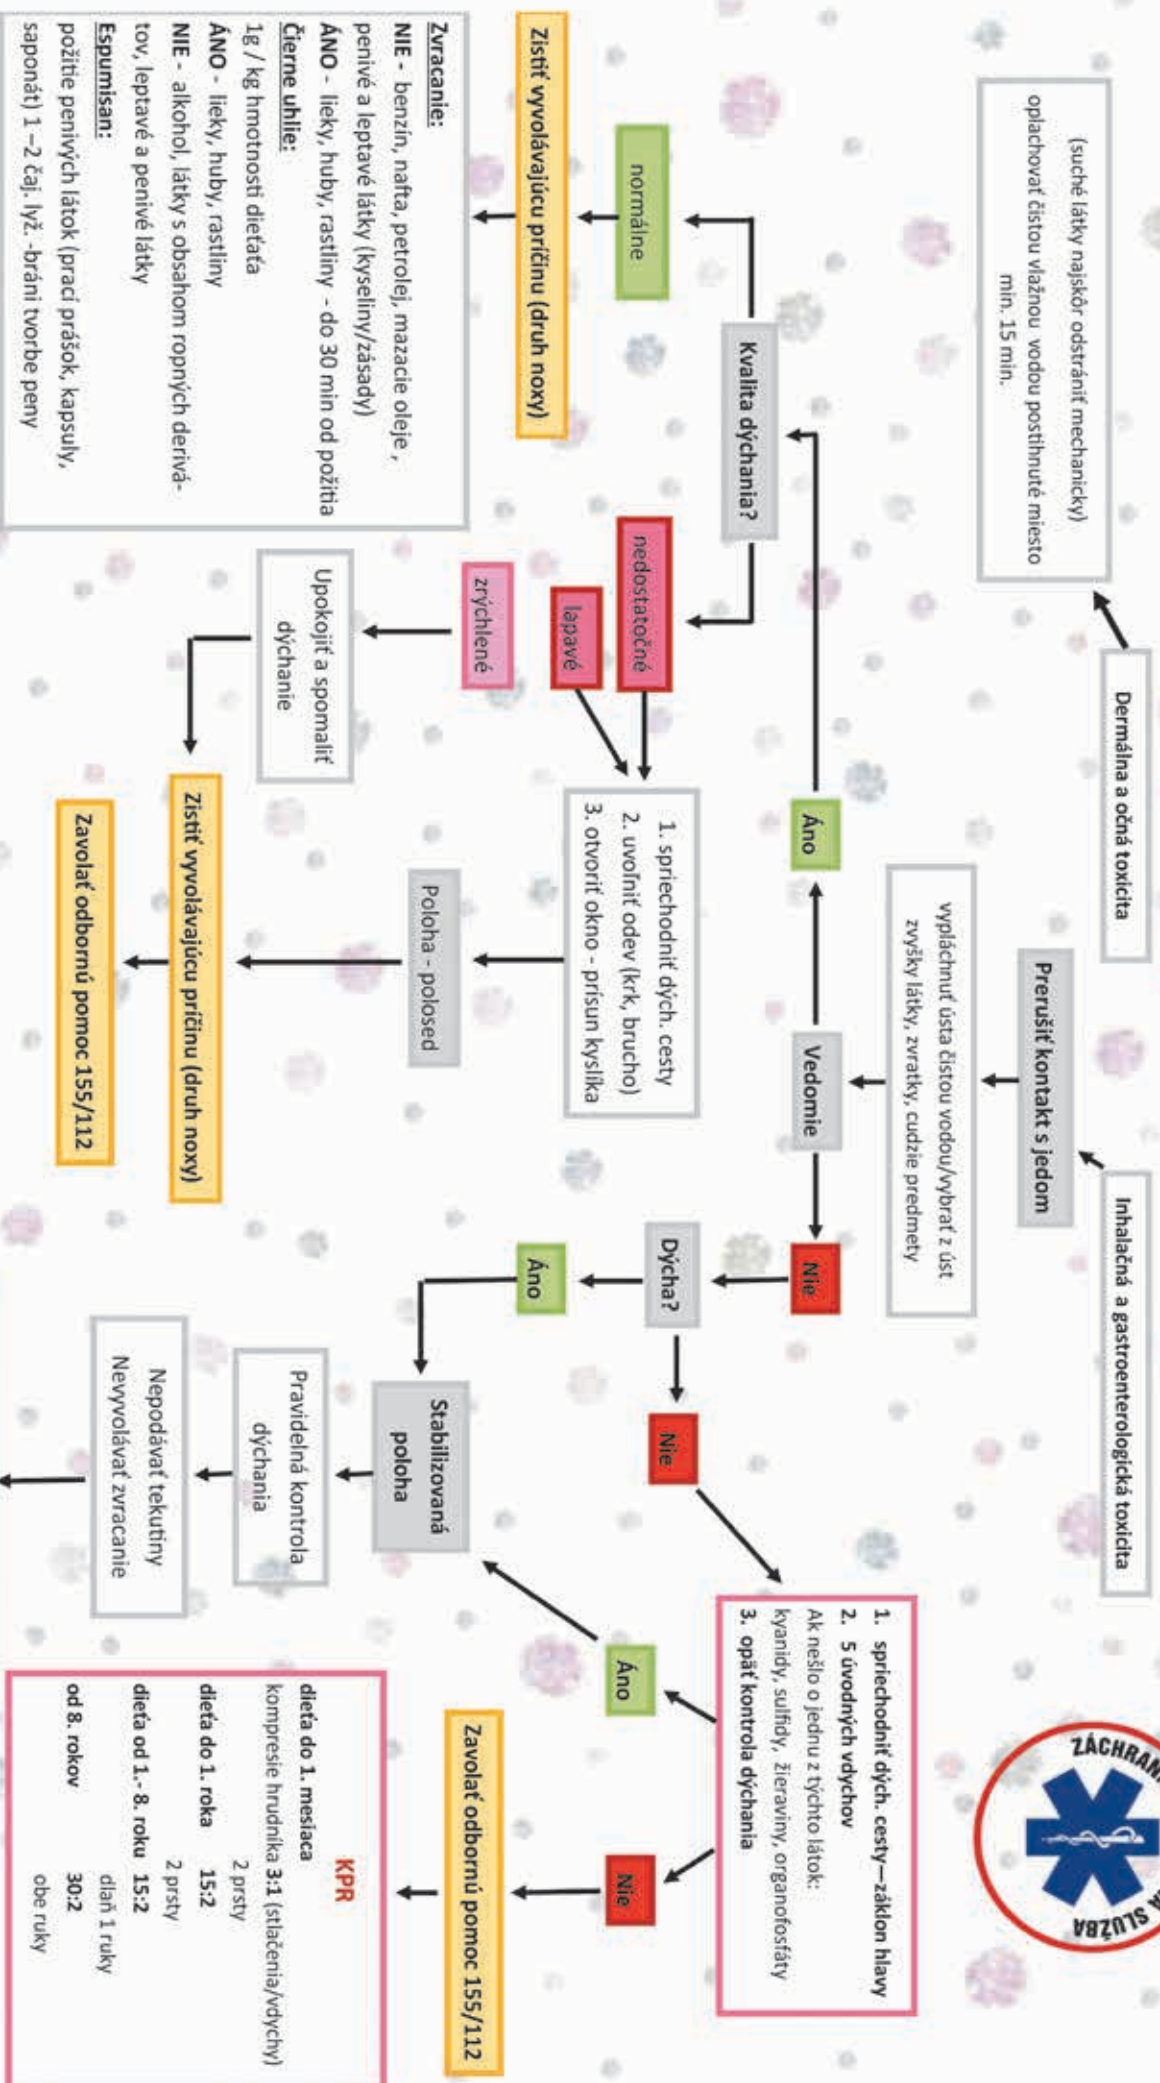 Dermálna a očná toxicita
(suché látky najskôr odstrániť mechanicky)
oplachovať čistou vlažnou vodou postihnuté miesto
min. 15 min.
Inhalačná a gastroenterologická toxicita
Prerušiť kontakt s jedom
vypláchnuť ústa čistou vodou/vybrať z úst
zvyšky látky, zvratky, cudzie predmety
Vedomie
Áno
Nie
Kvalita dýchania?
normálne
Zistiť vyvolávajúcu príčinu (druh noxy)
Zvracanie:
NIE - benzín, nafta, petrolej, mazacie oleje ,
penivé a leptavé látky (kyseliny/zásady)
ÁNO - lieky, huby, rastliny - do 30 min od požitia
Čierne uhlie:
1g / kg hmotnosti dieťaťa
ÁNO - lieky, huby, rastliny
NIE - alkohol, látky s obsahom ropných derivá-
tov, leptavé a penivé látky
Espumisan:
požitie penivých látok (prací prášok, kapsuly,
saponát) 1 –2 čaj. lyž. -bráni tvorbe peny
nedostatočné
lapavé
zrýchlené
Upokojiť a spomaliť
dýchanie
1. spriechodniť dých. cesty
2. uvoľniť odev (krk, brucho)
3. otvoriť okno - prísun kyslíka
Poloha - polosed
Zistiť vyvolávajúcu príčinu (druh noxy)
Zavolať odbornú pomoc 155/112
Dýcha?
Áno
Nie
Stabilizovaná
poloha
Pravidelná kontrola
dýchania
Nepodávať tekutiny
Nevyvolávať zvracanie
1. spriechodniť dých. cesty—záklon hlavy
2. 5 úvodných vdychov
Ak nešlo o jednu z týchto látok:
kyanidy, sulfidy, žieraviny, organofosfáty
3. opäť kontrola dýchania
Áno
Nie
Zavolať odbornú pomoc 155/112
KPR
dieťa do 1. mesiaca
kompresie hrudníka 3:1 (stlačenia/vdychy)
2 prsty
dieťa do 1. roka 15:2
2 prsty
dieťa od 1.- 8. roku 15:2
dlaň 1 ruky
od 8. rokov 30:2
obe ruky
SLUŽBA